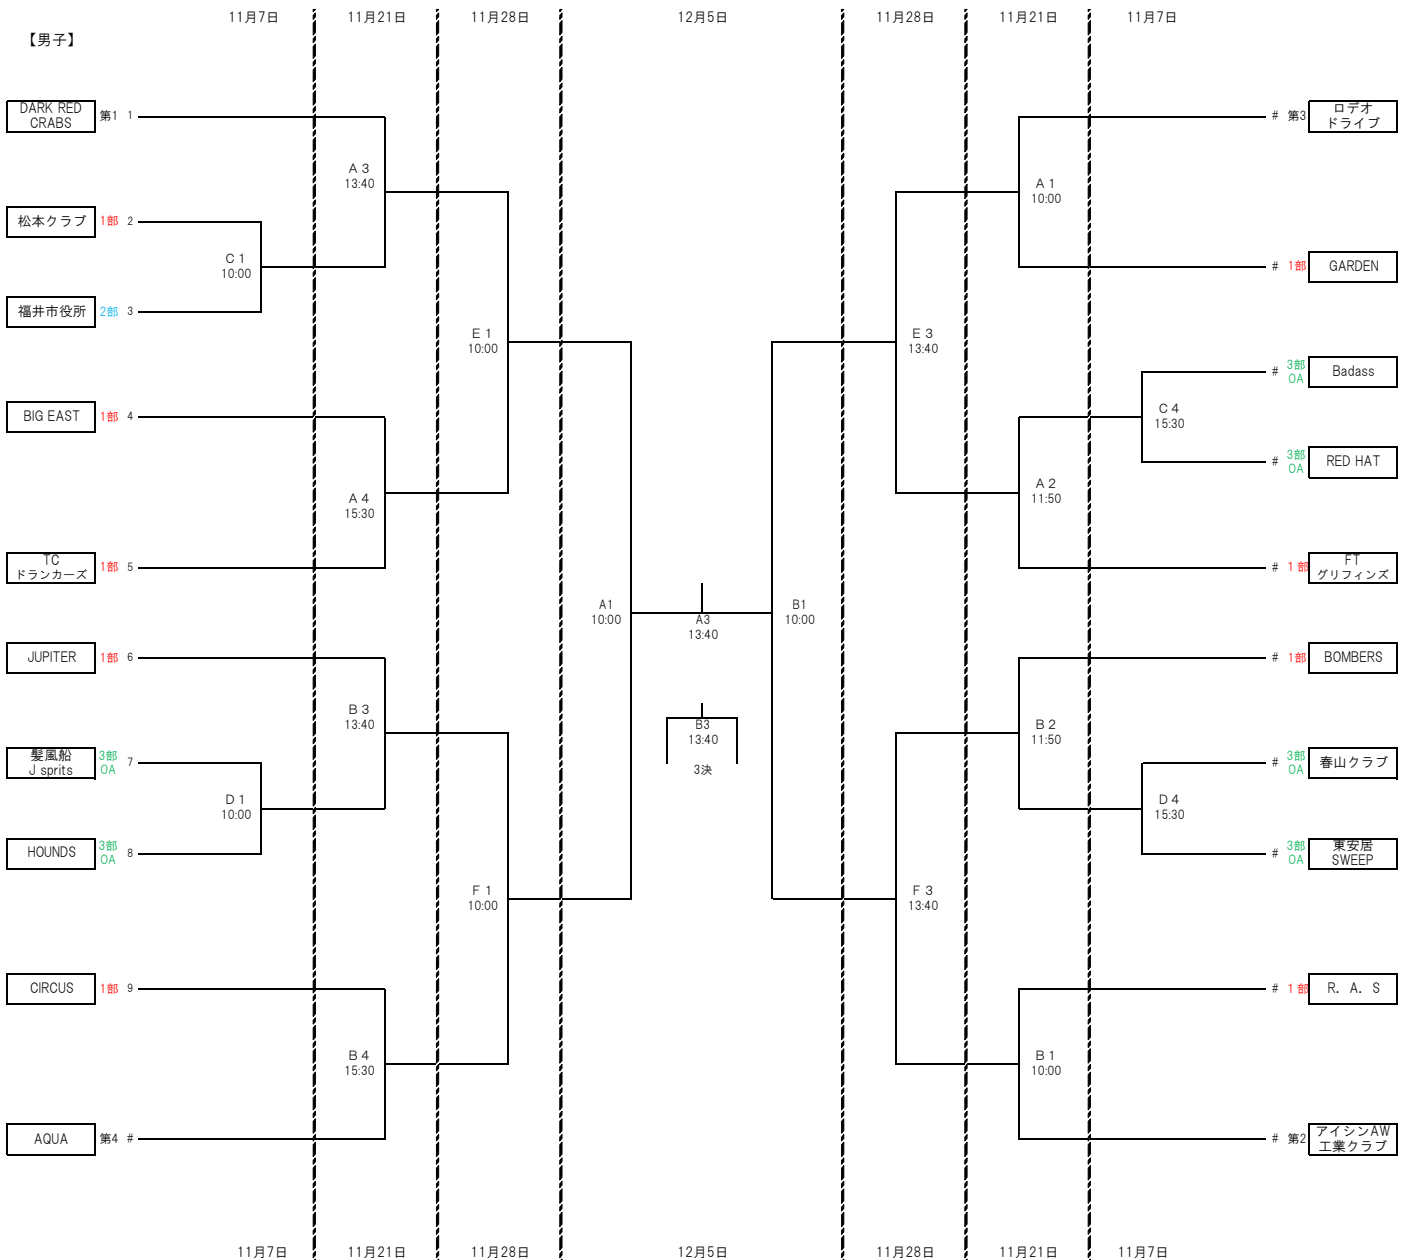 11月7日 11月21日 11月28日 12月5日 11月28日 11月21日 11月7日
【男子】
DARK RED
CRABS
第1 1
A 3
13:40
松本クラブ 1部 2
C 1
10:00
福井市役所 2部 3
E 1
10:00
BIG EAST 1部 4
A 4
15:30
TC
ドランカーズ
1部 5
A1
10:00
JUPITER 1部 6
B 3
13:40
髪風船
J sprits
3部
OA
7
D 1
10:00
HOUNDS
3部
OA
8
F 1
10:00
CIRCUS 1部 9
B 4
15:30
AQUA 第4 #
A3
13:40
B3
13:40
3決
# 第3
ロデオ
ドライブ
A 1
10:00
# 1部 GARDEN
E 3
13:40
#
3部
OA
Badass
C 4
15:30
#
3部
OA
RED HAT
A 2
11:50
# 1部
FT
グリフィンズ
B1
10:00
# 1部 BOMBERS
B 2
11:50
#
3部
OA
春山クラブ
D 4
15:30
#
3部
OA
東安居
SWEEP
F 3
13:40
# 1部 R. A. S
B 1
10:00
# 第2
アイシンAW
工業クラブ
11月7日 11月21日 11月28日 12月5日 11月28日 11月21日 11月7日